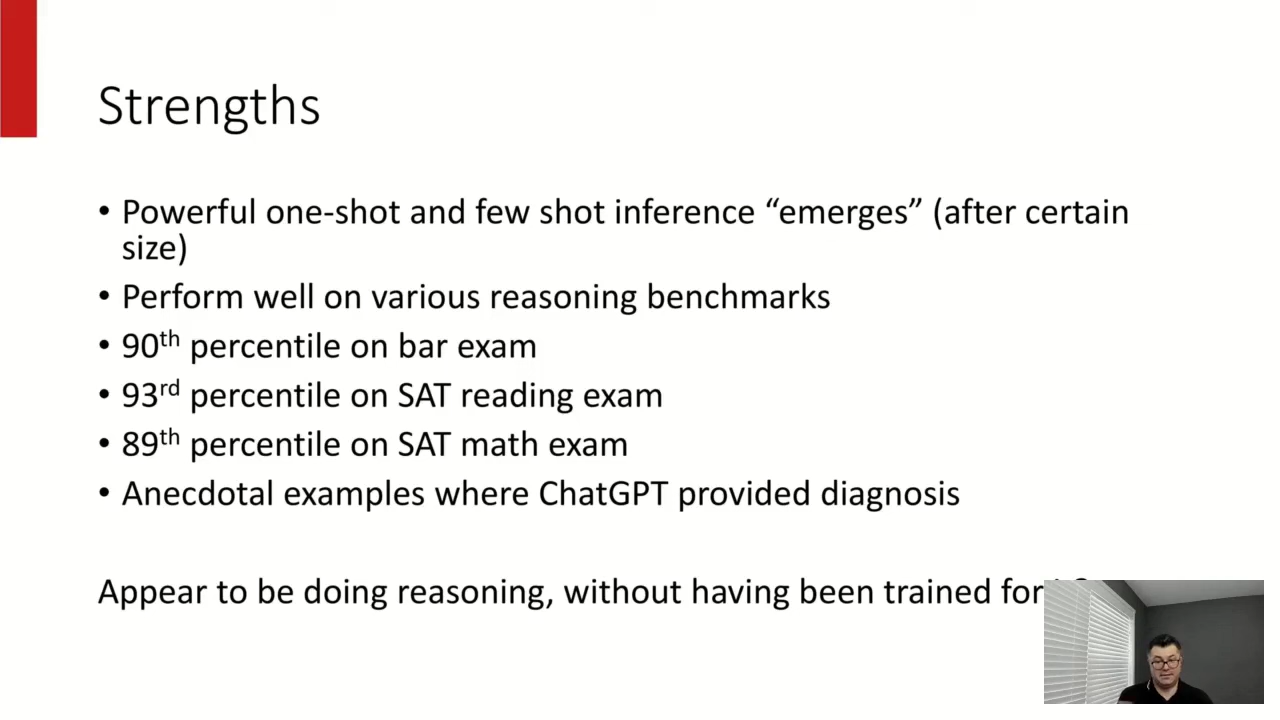 Strengths
• Powerful one-shot and few shot inference “emerges” (after certain
size)
• Perform well on various reasoning benchmarks
• 90th percentile on bar exam
• 93rd percentile on SAT reading exam
• 89th percentile on SAT math exam
• Anecdotal examples where ChatGPT provided diagnosis
Appear to be doing reasoning, without having been trained for